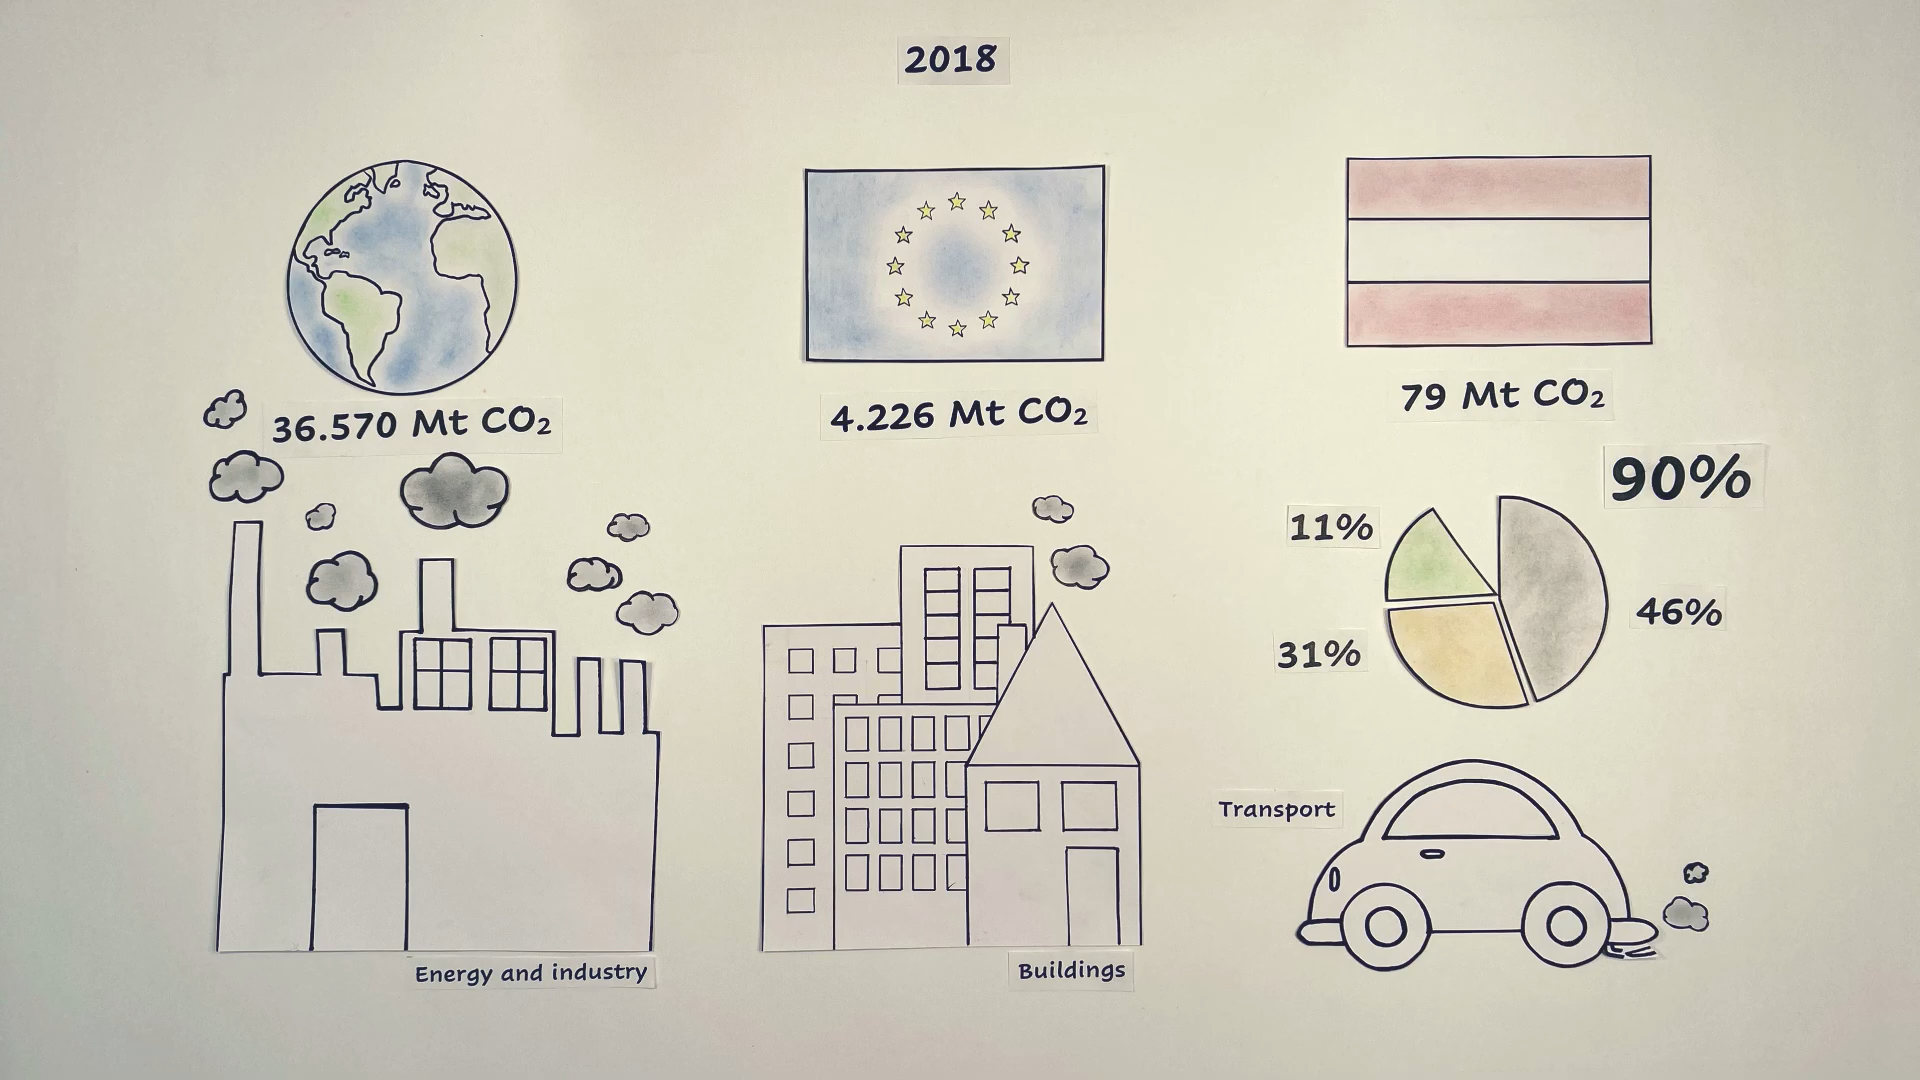 2018
36.570 Mt CO₂
4.226 Mt CO₂
79 Mt CO₂
90%
11%
46%
31%
Transport
Energy and industry
Buildings